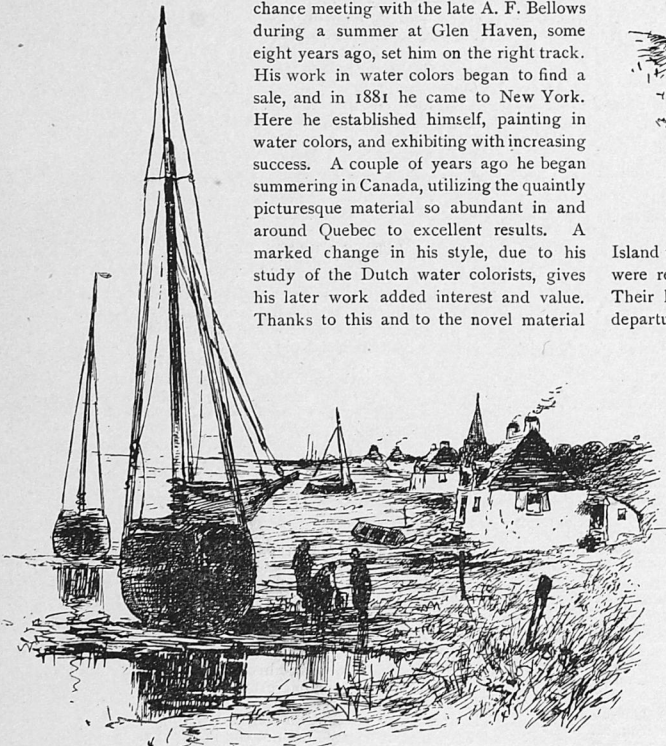 chance meeting with the late A. F. Bellows
during a summer at Glen Haven, some
eight years ago, set him on the right track.
His work in water colors began to find a
sale, and in 1881 he came to New York.
Here he established himself, painting in
water colors, and exhibiting with increasing
success. A couple of years ago he began
summering in Canada, utilizing the quaintly
picturesque material so abundant in and
around Quebec to excellent results. A
marked change in his style, due to his
study of the Dutch water colorists, gives
his later work added interest and value.
Thanks to this and to the novel material
Island
were
Their